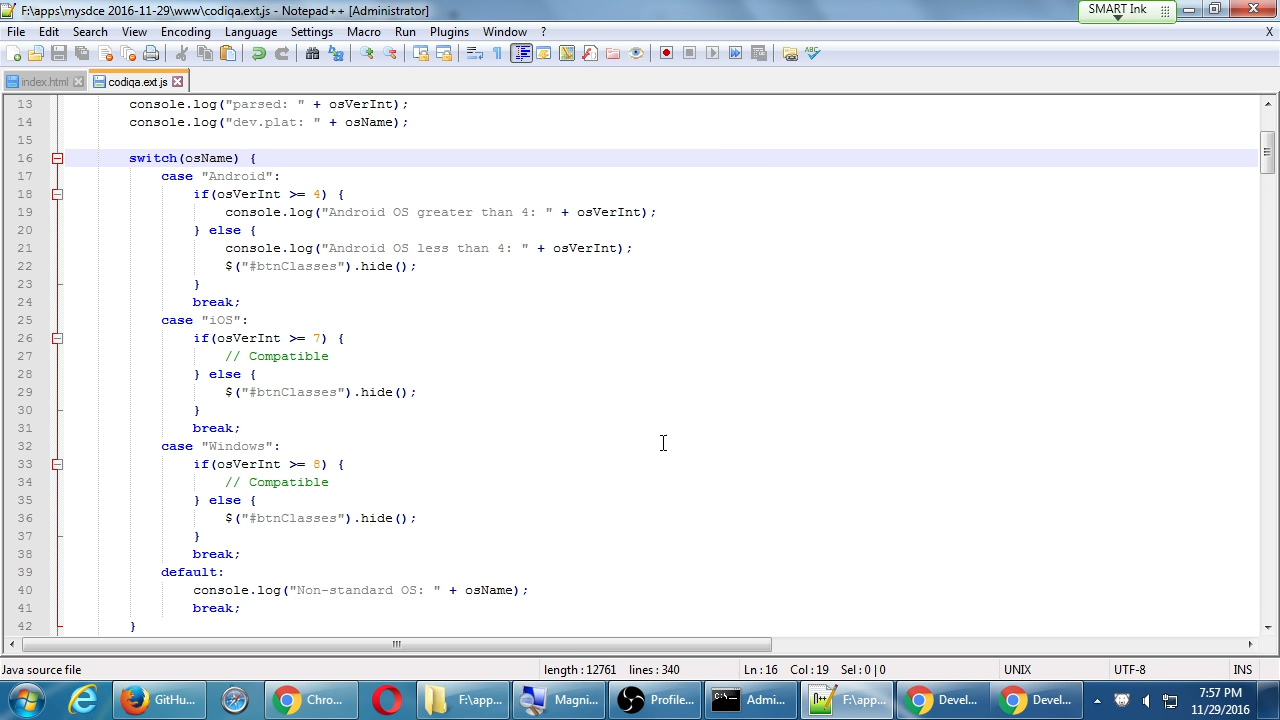 F:\apps\mysdce 2016-11-29\www\codiqa.ext.js - Notepad++ [Administrator]
SMART Ink
File Edit Search View Encoding Language Settings Macro Run Plugins Window ? X
index.html codiqa.ext.js
13 console.log("parsed: " + osVerInt);
14 console.log("dev.plat: " + osName);
15
16 switch(osName) {
17 case "Android":
18 if(osVerInt >= 4) {
19 console.log("Android OS greater than 4: " + osVerInt);
20 } else {
21 console.log("Android OS less than 4: " + osVerInt);
22 $("#btnClasses").hide();
23 }
24 break;
25 case "iOS":
26 if(osVerInt >= 7) {
27 // Compatible
28 } else {
29 $("#btnClasses").hide();
30 }
31 break;
32 case "Windows":
33 if(osVerInt >= 8) {
34 // Compatible
35 } else {
36 $("#btnClasses").hide();
37 }
38 break;
39 default:
40 console.log("Non-standard OS: " + osName);
41 break;
42 }
Java source file length : 12761 lines : 340 Ln : 16 Col : 19 Sel : 0 | 0 UNIX UTF-8 INS
GitHu... Chro... F:\app... Magni... Profile... Admi... F:\app... Devel... Devel... 7:57 PM
11/29/2016